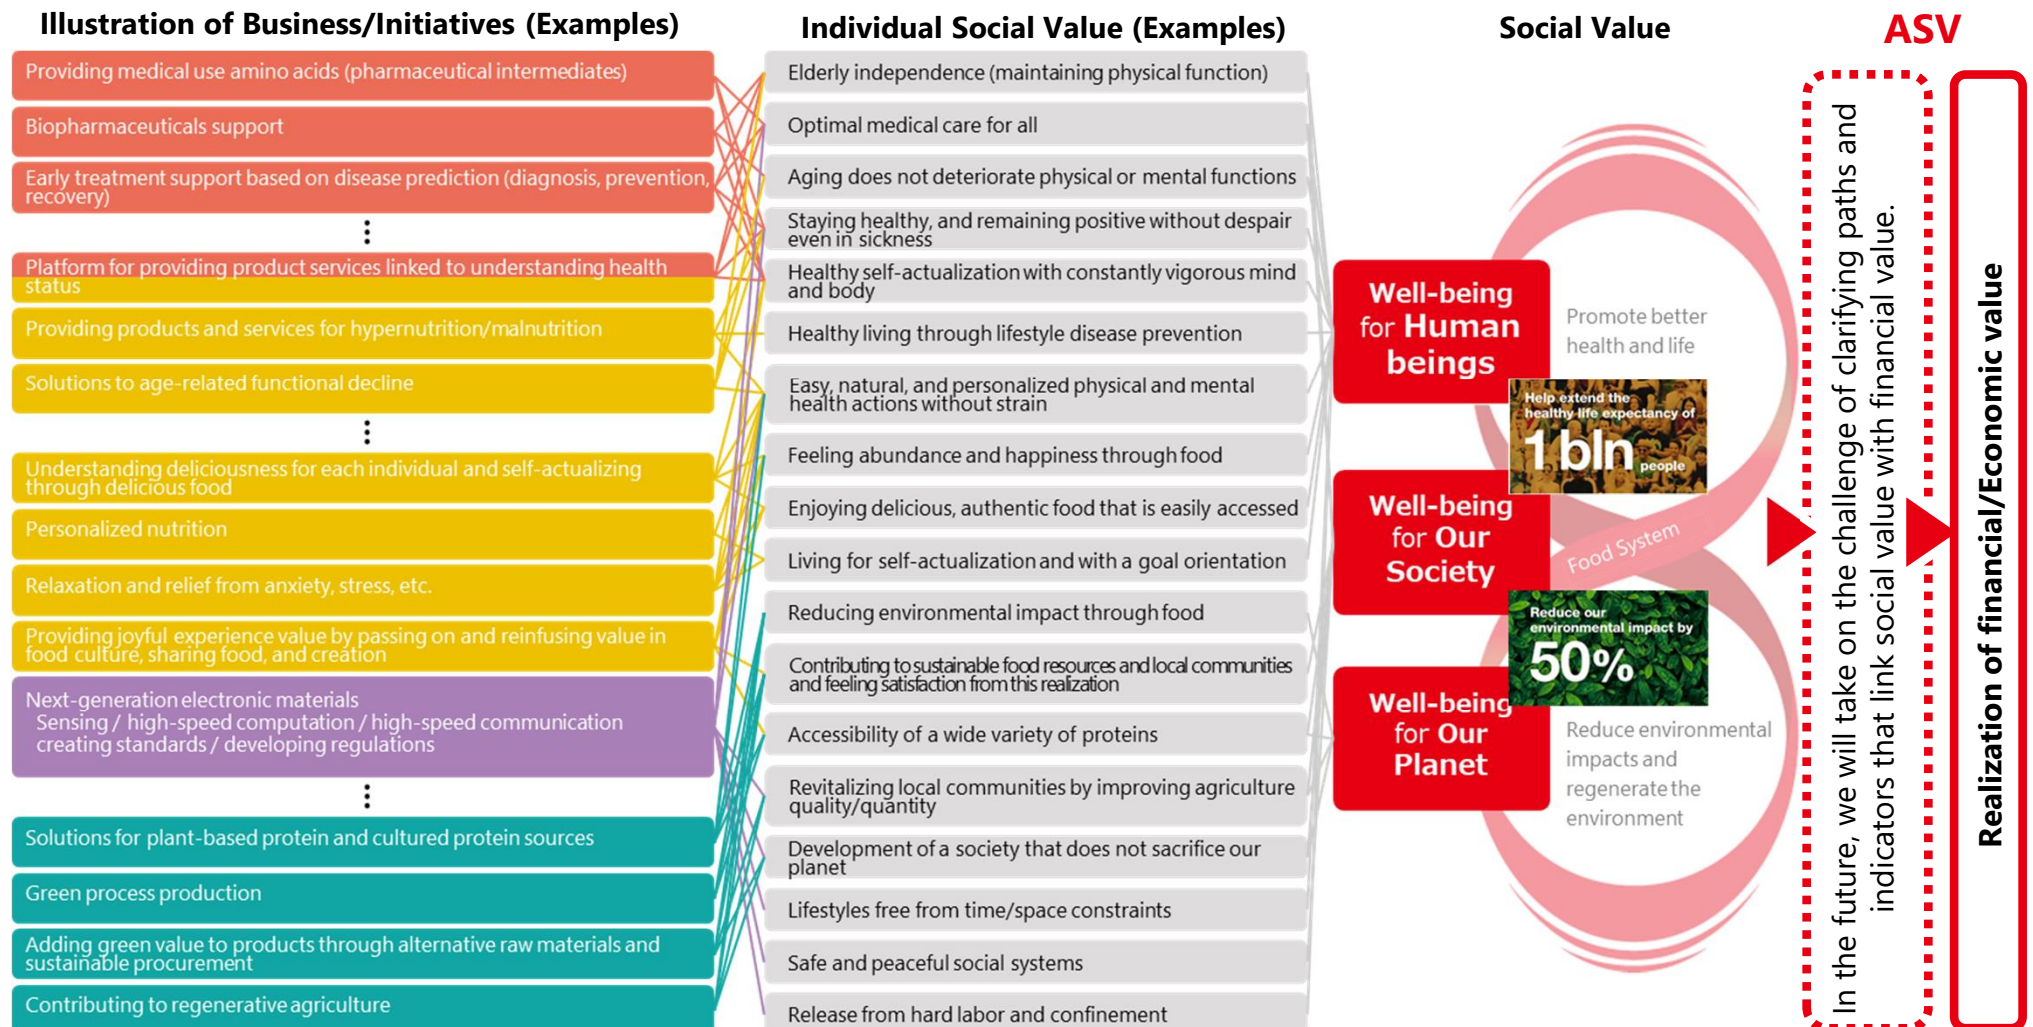 Illustration of Business/Initiatives (Examples)
Providing medical use amino acids (pharmaceutical intermediates)
Biopharmaceuticals support
Early treatment support based on disease prediction (diagnosis, prevention,
recovery)
Platform for providing product services linked to understanding health
status
Providing products and services for hypernutrition/malnutrition
Solutions to age-related functional decline
Understanding deliciousness for each individual and self-actualizing
through delicious food
Personalized nutrition
Relaxation and relief from anxiety, stress, etc.
Providing joyful experience value by passing on and reinfusing value in
food culture, sharing food, and creation
Next-generation electronic materials
Sensing / high-speed computation / high-speed communication
creating standards / developing regulations
Solutions for plant-based protein and cultured protein sources
Green process production
Adding green value to products through alternative raw materials and
sustainable procurement
Contributing to regenerative agriculture
Individual Social Value (Examples)
Elderly independence (maintaining physical function)
Optimal medical care for all
Aging does not deteriorate physical or mental functions
Staying healthy, and remaining positive without despair
even in sickness
Healthy self-actualization with constantly vigorous mind
and body
Healthy living through lifestyle disease prevention
Easy, natural, and personalized physical and mental
health actions without strain
Feeling abundance and happiness through food
Enjoying delicious, authentic food that is easily accessed
Living for self-actualization and with a goal orientation
Reducing environmental impact through food
Contributing to sustainable food resources and local communities
and feeling satisfaction from this realization
Accessibility of a wide variety of proteins
Revitalizing local communities by improving agriculture
quality/quantity
Development of a society that does not sacrifice our
planet
Lifestyles free from time/space constraints
Safe and peaceful social systems
Release from hard labor and confinement
Social Value
Well-being
for Human
beings
Promote better
health and life
Help extend the
healthy life expectancy of
1 bln people
Well-being
for Our
Society
Food System
Reduce our
environmental impact by
50%
Well-being
for Our
Planet
Reduce environmental
impacts and
regenerate the
environment
ASV
In the future, we will take on the challenge of clarifying paths and
indicators that link social value with financial value.
Realization of financial/Economic value